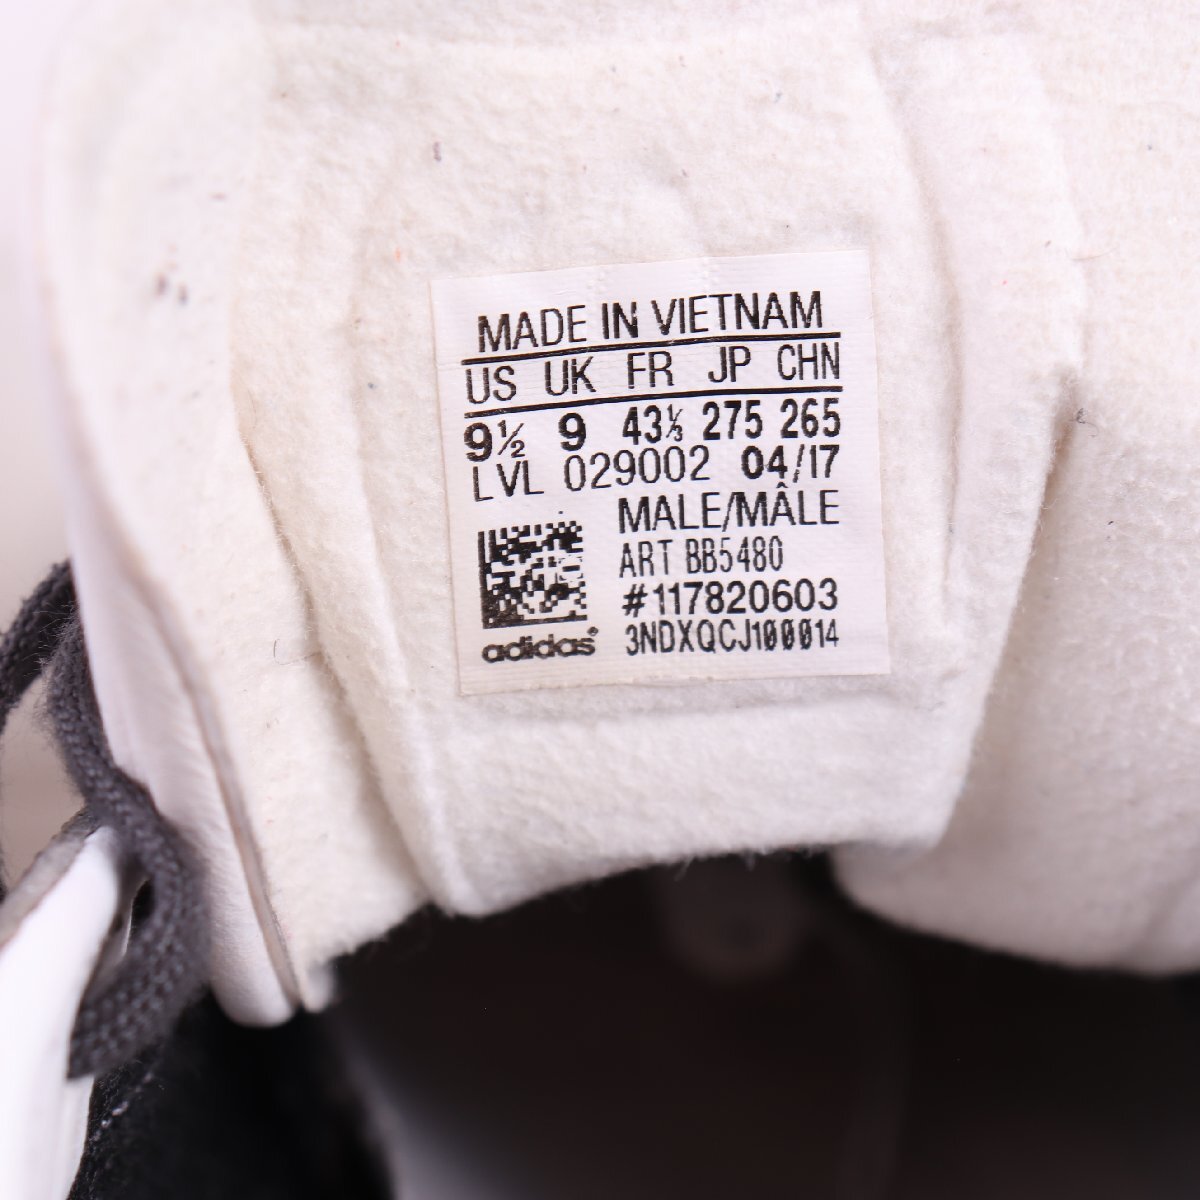 MADE IN VIETNAM
US UK FR JP CHN
9½ 9 43⅓ 275 265
LVL 029002 04/17
MALE/MÂLE
ART BB5480
#117820603
adidas® 3NDXQCJ100014